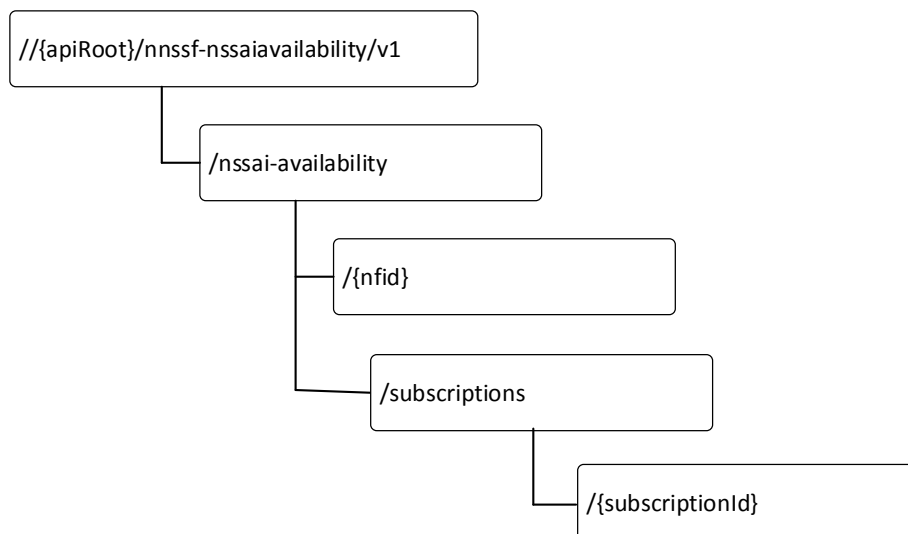 //{apiRoot}/nnssf-nssaiavailability/v1
/nssai-availability
/{nfid}
/subscriptions
/{subscriptionId}